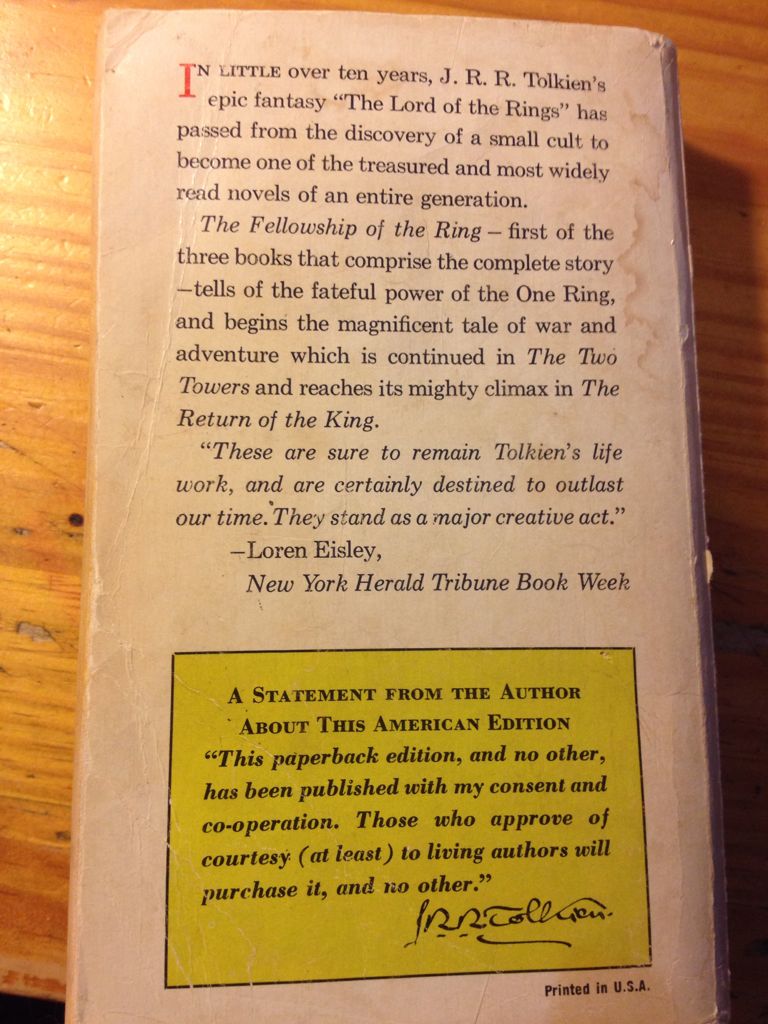 IN LITTLE over ten years, J. R. R. Tolkien's
epic fantasy “The Lord of the Rings” has
passed from the discovery of a small cult to
become one of the treasured and most widely
read novels of an entire generation.
The Fellowship of the Ring — first of the
three books that comprise the complete story
—tells of the fateful power of the One Ring,
and begins the magnificent tale of war and
adventure which is continued in The Two
Towers and reaches its mighty climax in The
Return of the King.
“These are sure to remain Tolkien's life
work, and are certainly destined to outlast
our time. They stand as a major creative act.”
—Loren Eisley,
New York Herald Tribune Book Week
A STATEMENT FROM THE AUTHOR
ABOUT THIS AMERICAN EDITION
“This paperback edition, and no other,
has been published with my consent and
co-operation. Those who approve of
courtesy (at least) to living authors will
purchase it, and no other.”
J.R.R. Tolkien
Printed in U.S.A.